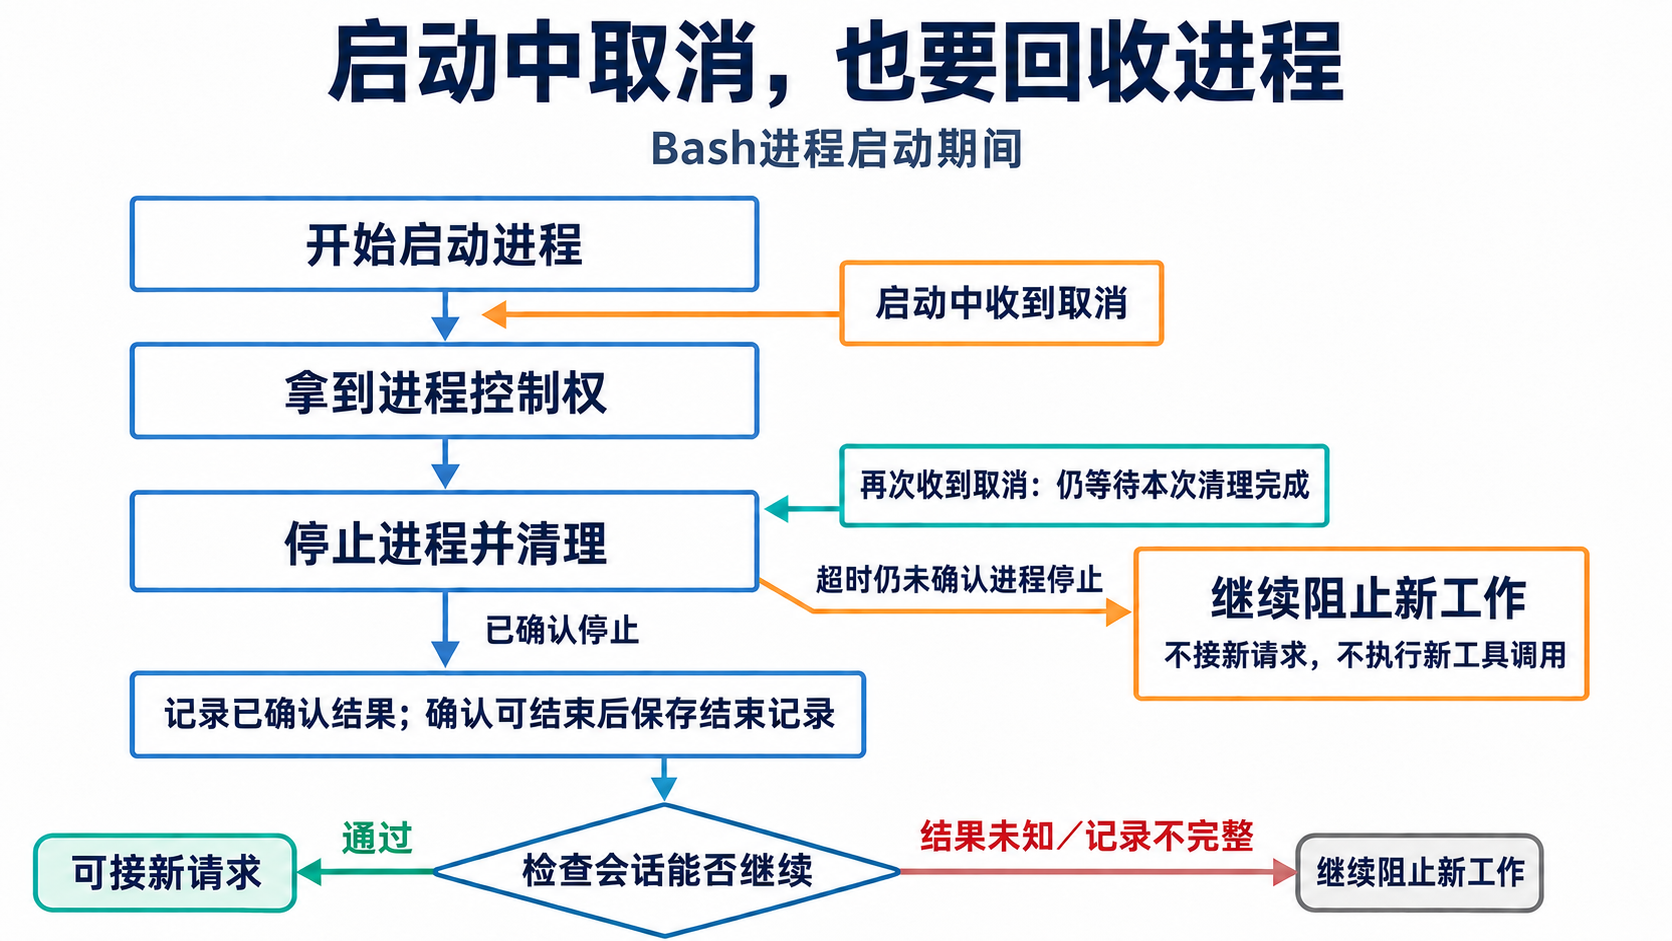 启动中取消，也要回收进程
Bash进程启动期间
开始启动进程
启动中收到取消
拿到进程控制权
再次收到取消：仍等待本次清理完成
停止进程并清理
超时仍未确认进程停止
继续阻止新工作
不接新请求，不执行新工具调用
已确认停止
记录已确认结果；确认可结束后保存结束记录
通过
结果未知／记录不完整
可接新请求
检查会话能否继续
继续阻止新工作